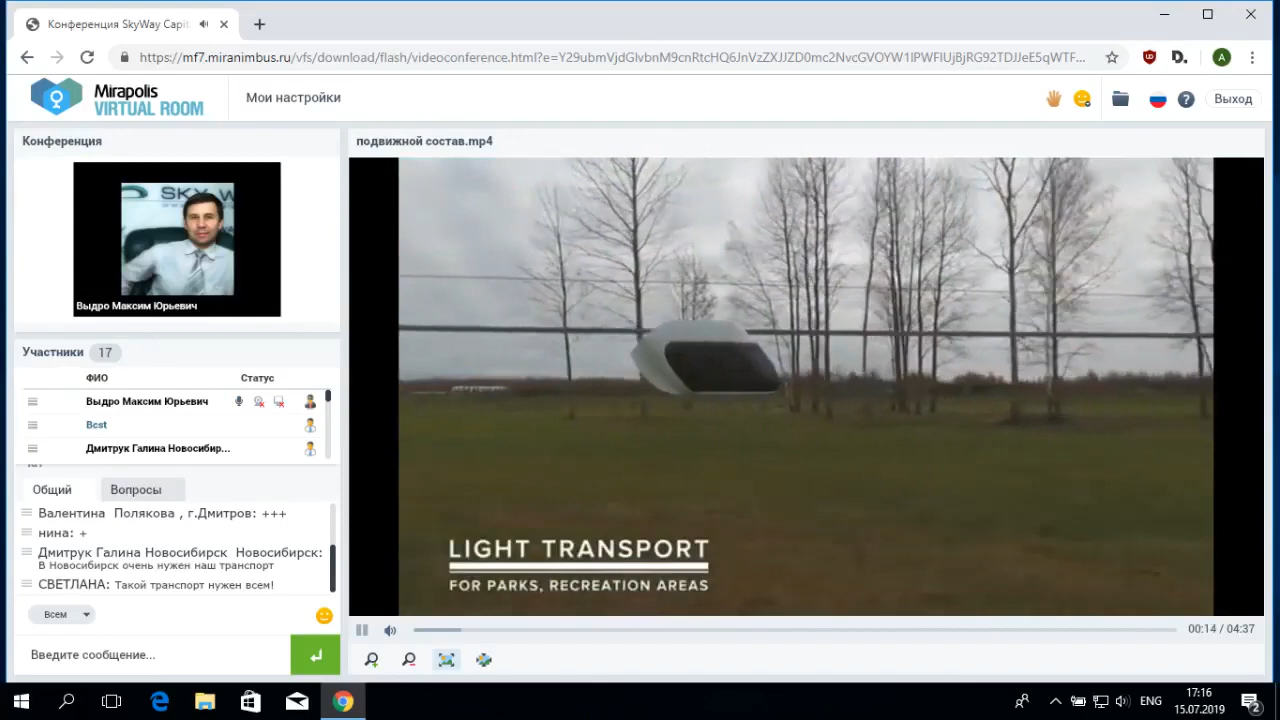 Конференция SkyWay Capit
https://mf7.miranimbus.ru/vfs/download/flash/videoconference.html?e=Y29ubmVjdGlvbnM9cnRtcHQ6JnVzZXJJZD0mc2NvcGVOYW1lPWFlUjBjRG92TDJJeE5qWTF...
D.
A
Mirapolis
VIRTUAL ROOM
Мои настройки
Выход
Конференция
SKY W
Выдро Максим Юрьевич
Участники 17
ФИО Статус
Выдро Максим Юрьевич
Bcst
Дмитрук Галина Новосибир...
Общий Вопросы
Валентина Полякова , г.Дмитров: +++
нина: +
Дмитрук Галина Новосибирск Новосибирск:
В Новосибирск очень нужен наш транспорт
СВЕТЛАНА: Такой транспорт нужен всем!
Всем
Введите сообщение...
подвижной состав.mp4
LIGHT TRANSPORT
FOR PARKS, RECREATION AREAS
00:14 / 04:37
ENG
17:16
15.07.2019
2